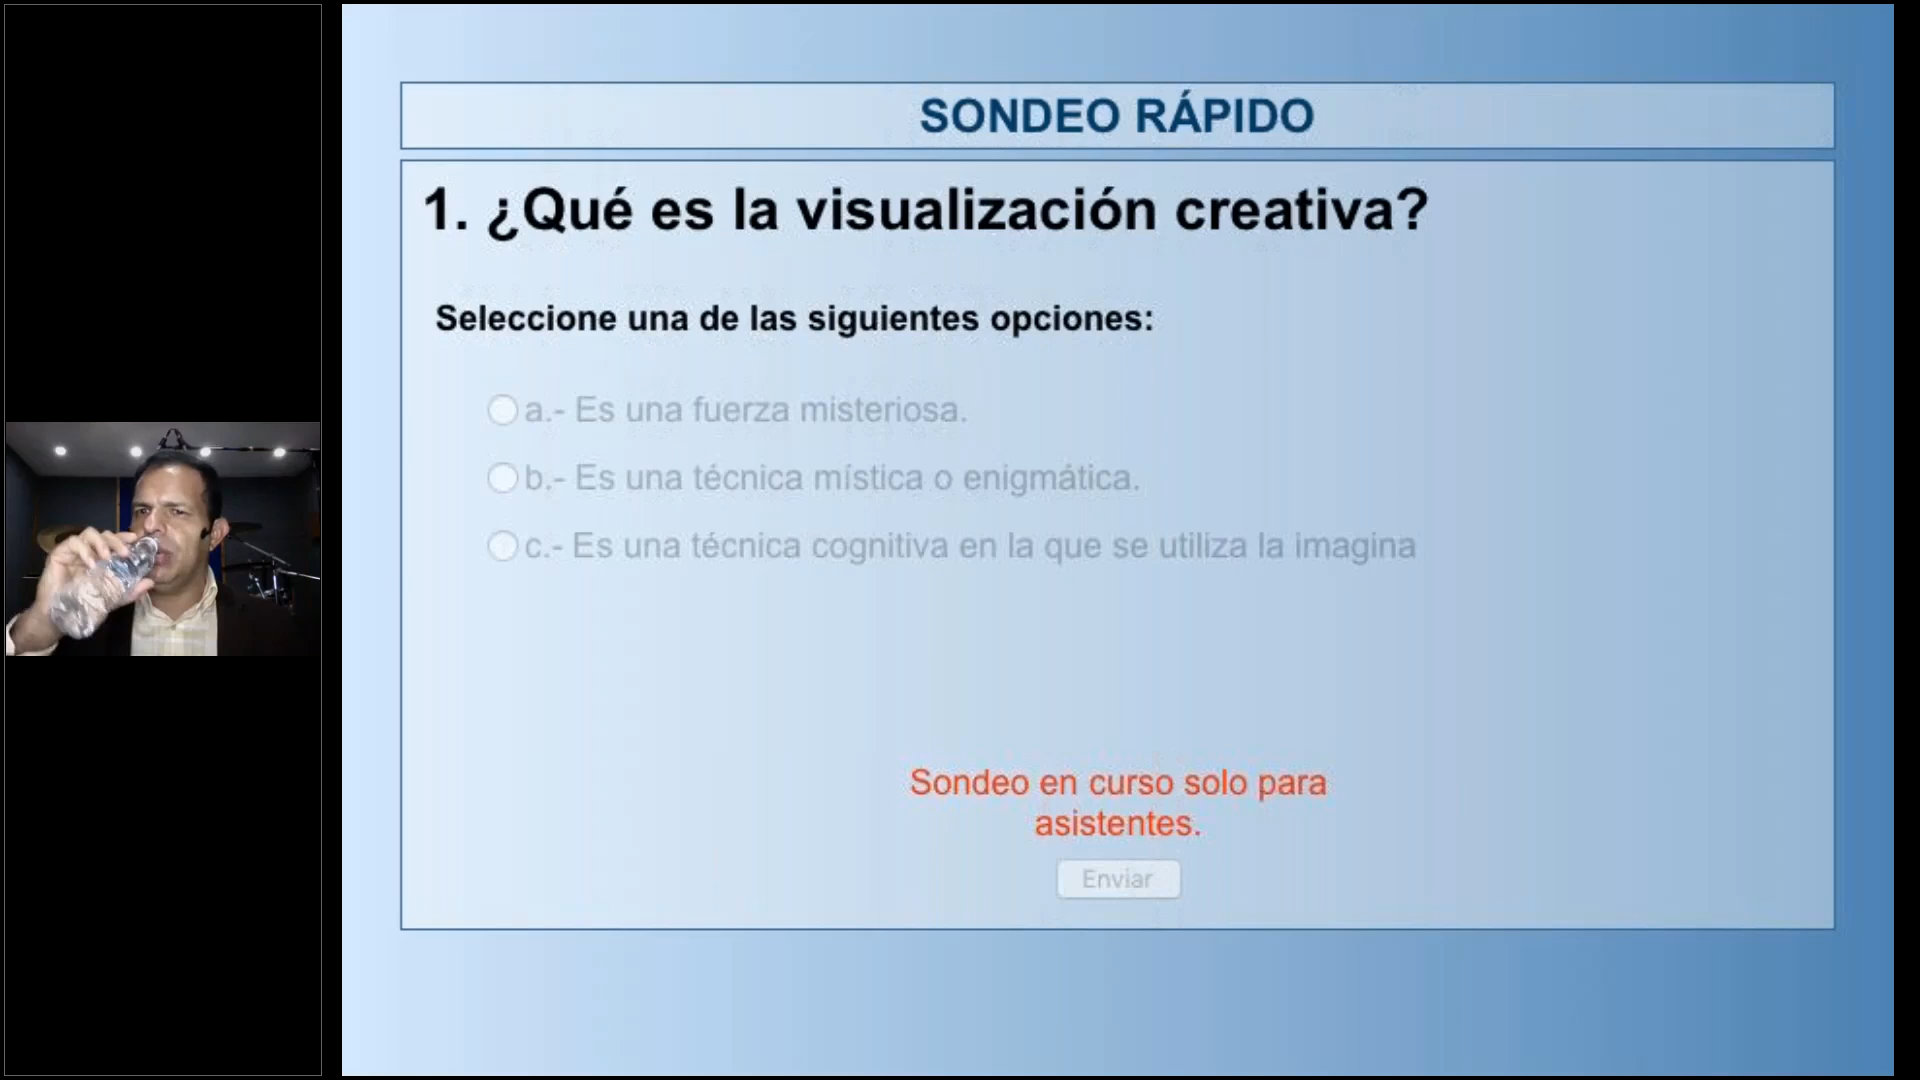 SONDEO RÁPIDO
1. ¿Qué es la visualización creativa?
Seleccione una de las siguientes opciones:
a.- Es una fuerza misteriosa.
b.- Es una técnica mística o enigmática.
c.- Es una técnica cognitiva en la que se utiliza la imagina
Sondeo en curso solo para
asistentes.
Enviar